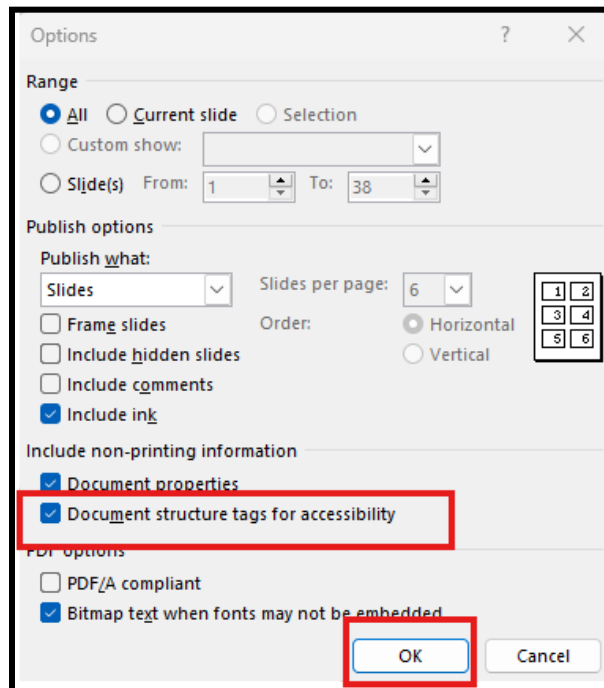 Options ?
Range
All Current slide Selection
Custom show:
Slide(s) From: 1 To: 38
Publish options
Publish what:
Slides Slides per page: 6
Frame slides Order: Horizontal
Include hidden slides Vertical
Include comments
Include ink
1 2
3 4
5 6
Include non-printing information
Document properties
Document structure tags for accessibility
PDF options
PDF/A compliant
Bitmap text when fonts may not be embedded
OK Cancel